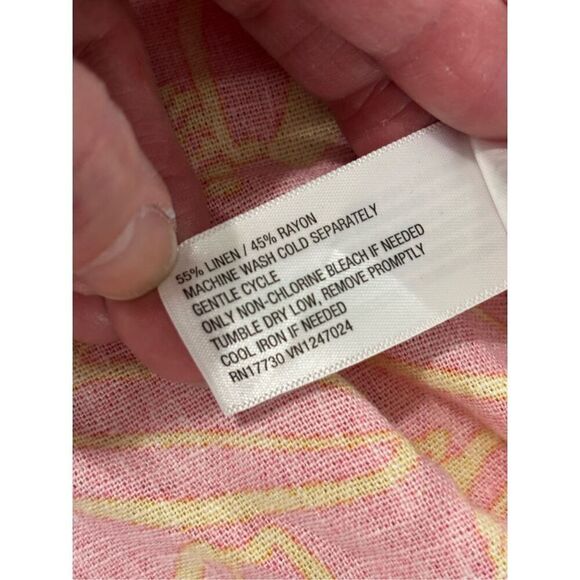 55% LINEN / 45% RAYON
MACHINE WASH COLD SEPARATELY
GENTLE CYCLE
ONLY NON-CHLORINE BLEACH IF NEEDED
TUMBLE DRY LOW, REMOVE PROMPTLY
COOL IRON IF NEEDED
RN17730 VN1247024